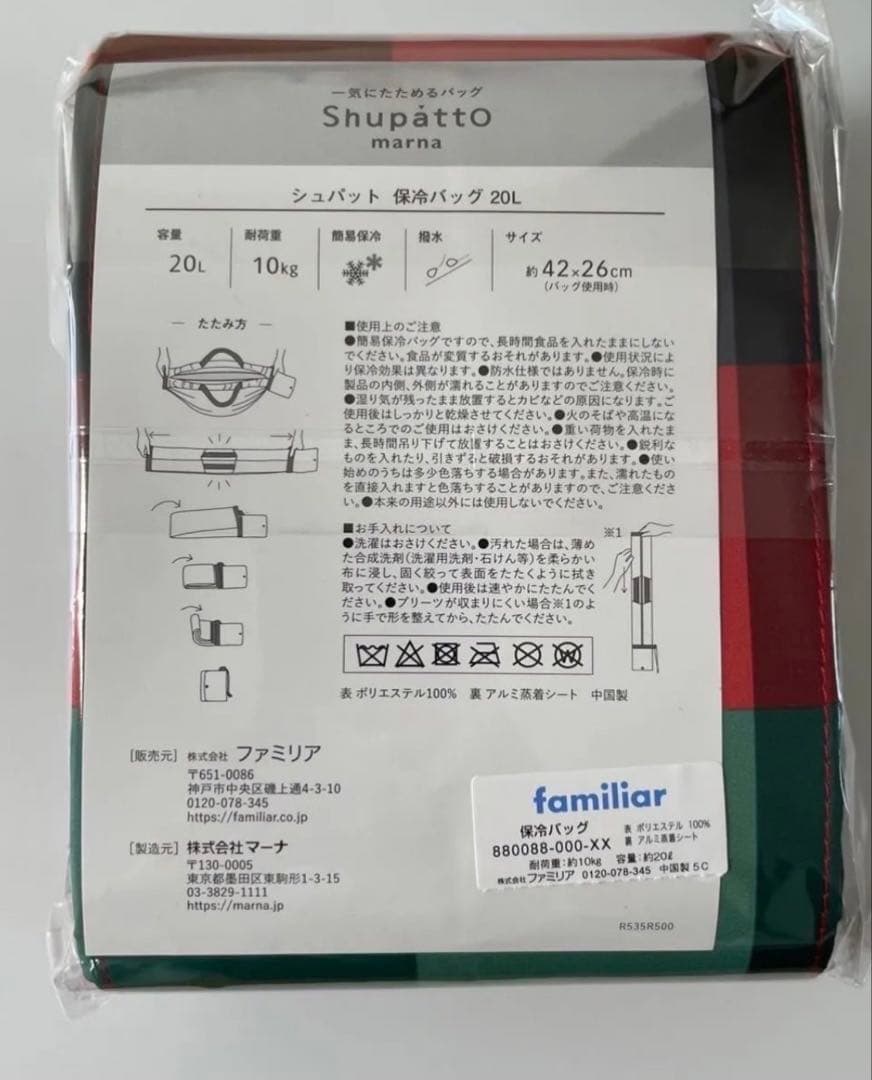 一気にたためるバッグ
Shupatto
marna
シュパット 保冷バッグ 20L
容量
20L
耐荷重
10kg
簡易保冷
撥水
サイズ
約42×26cm
(バッグ使用時)
― たたみ方 ―
■使用上のご注意
●簡易保冷バッグですので、長時間食品を入れたままにしない
でください。食品が変質するおそれがあります。●使用状況によ
り保冷効果は異なります。●防水仕様ではありません。保冷時に
製品の内側、外側が濡れることがありますのでご注意ください。
●湿り気が残ったまま放置するとカビなどの原因になります。ご
使用後はしっかりと乾燥させてください。●火のそばや高温にな
るところでのご使用はおさけください。●重い荷物を入れたま
ま、長時間吊り下げて放置することはおさけください。●鋭利な
ものを入れたり、引きずると破損するおそれがあります。●使い
始めのうちは多少色落ちする場合があります。また、濡れたもの
を直接入れますと色落ちすることがありますので、ご注意くださ
い。●本来の用途以外には使用しないでください。
■お手入れについて
●洗濯はおさけください。●汚れた場合は、薄め
た合成洗剤(洗濯用洗剤・石けん等)を柔らかい
布に浸し、固く絞って表面をたたくように拭き
取ってください。●使用後は速やかにたたんでく
ださい。●プリーツが収まりにくい場合※1のよ
うに手で形を整えてから、たたんでください。
※1
表 ポリエステル100% 裏 アルミ蒸着シート 中国製
[販売元] 株式会社 ファミリア
〒651-0086
神戸市中央区磯上通4-3-10
0120-078-345
https://familiar.co.jp
[製造元] 株式会社 マーナ
〒130-0005
東京都墨田区東駒形1-3-15
03-3829-1111
https://marna.jp
familiar
保冷バッグ
880088-000-XX
表 ポリエステル 100%
裏 アルミ蒸着シート
耐荷重:約10kg 容量:約20ℓ
株式会社ファミリア 0120-078-345 中国製 5C
R535R500